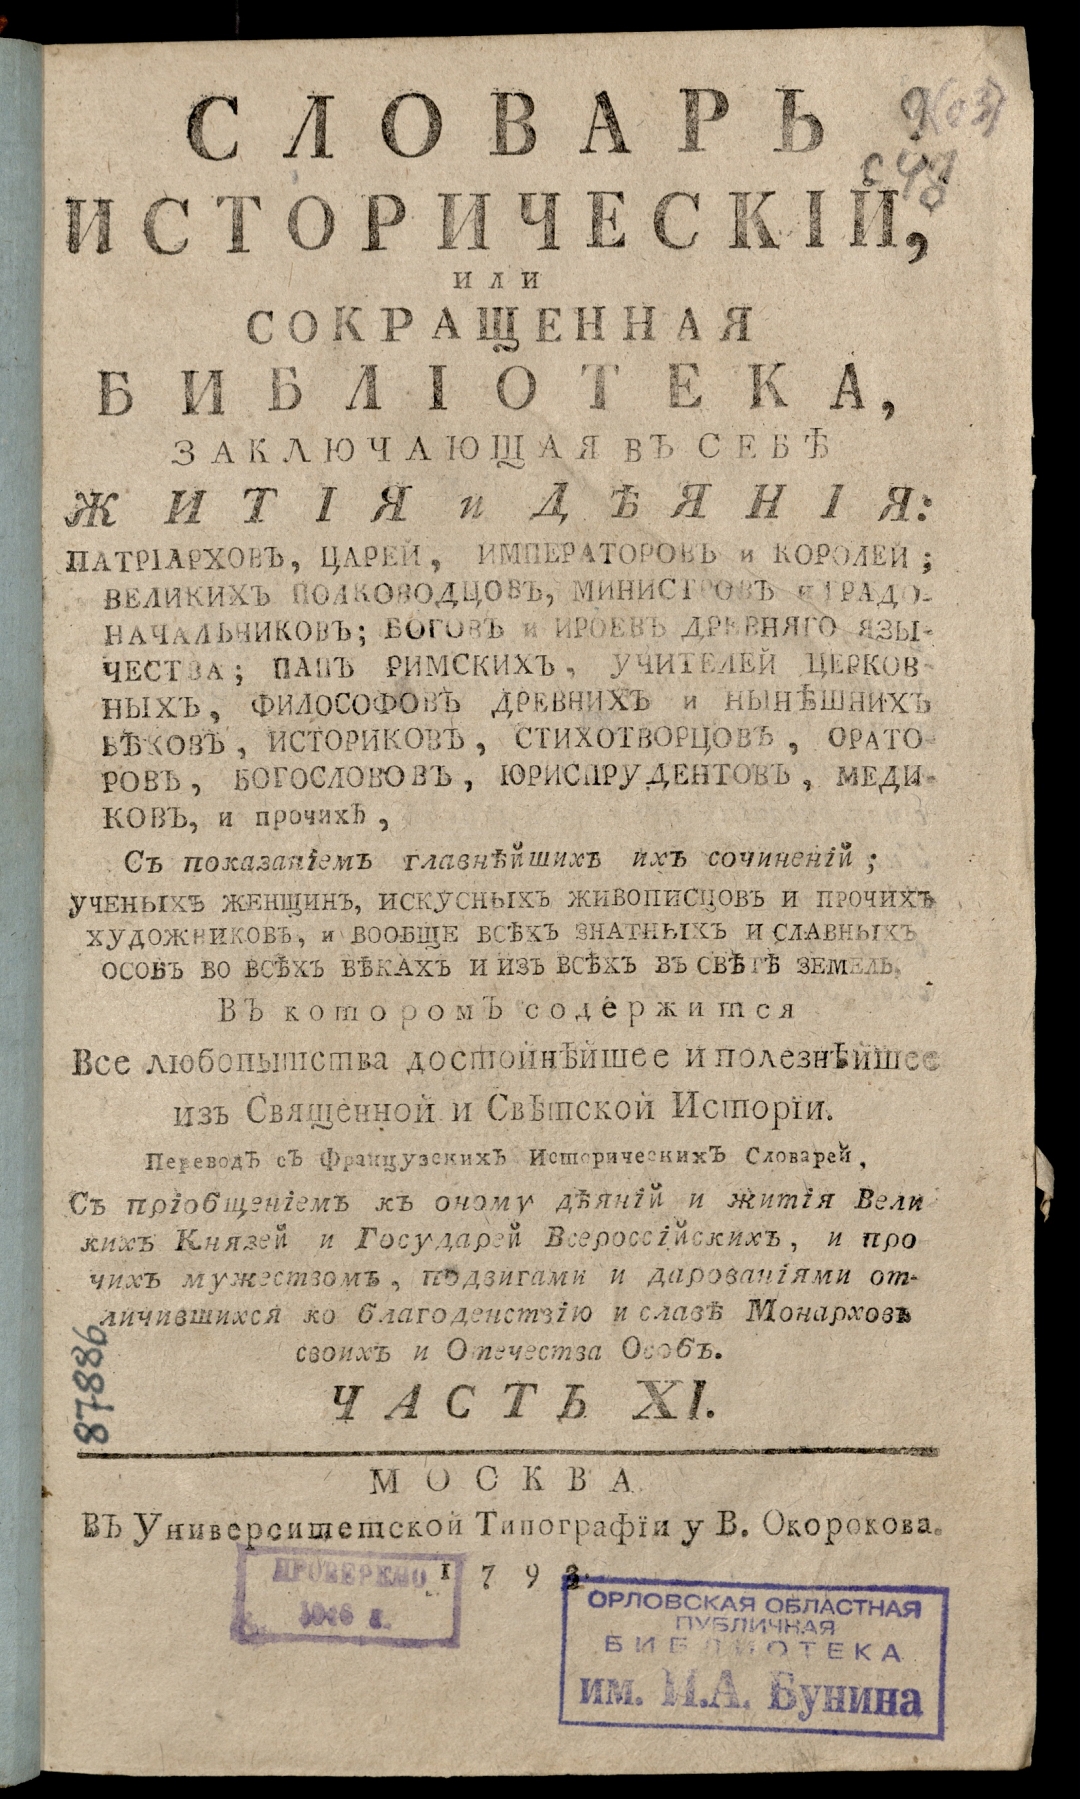 СЛОВАРЬ
ИСТОРИЧЕСКІЙ,
или
СОКРАЩЕННАЯ
БИБЛІОТЕКА,
ЗАКЛЮЧАЮЩАЯ ВЪ СЕБѢ
ЖИТІЯ и ДѢЯНІЯ:
ПАТРІАРХОВЪ, ЦАРЕЙ, ИМПЕРАТОРОВЪ и КОРОЛЕЙ;
ВЕЛИКИХЪ ПОЛКОВОДЦОВЪ, МИНИСТРОВЪ и ГРАДО-
НАЧАЛЬНИКОВЪ; БОГОВЪ и ИРОЕВЪ ДРЕВНЯГО ЯЗЫ-
ЧЕСТВА; ПАПЪ РИМСКИХЪ, УЧИТЕЛЕЙ ЦЕРКОВ-
НЫХЪ, ФИЛОСОФОВЪ ДРЕВНИХЪ и НЫНѢШНИХЪ
ВѢКОВЪ, ИСТОРИКОВЪ, СТИХОТВОРЦОВЪ, ОРАТО-
РОВЪ, БОГОСЛОВОВЪ, ЮРИСПРУДЕНТОВЪ, МЕДИ-
КОВЪ, и прочихъ,
Съ показаніемъ главнѣйшихъ ихъ сочиненій;
УЧЕНЫХЪ ЖЕНЩИНЪ, ИСКУСНЫХЪ ЖИВОПИСЦОВЪ И ПРОЧИХЪ
ХУДОЖНИКОВЪ, и ВООБЩЕ ВСѢХЪ ЗНАТНЫХЪ И СЛАВНЫХЪ
ОСОБЪ ВО ВСѢХЪ ВѢКАХЪ И ИЗЪ ВСѢХЪ ВЪ СВѢТѢ ЗЕМЕЛЬ.
Въ которомъ содержится
Все любопытства достойнѣйшее и полезнѣйшее
изъ Священной и Свѣтской Исторіи.
Переводъ съ Французскихъ Историческихъ Словарей,
Съ пріобщеніемъ къ оному дѣяній и житія Вели
кихъ Князей и Государей Всероссійскихъ, и про
чихъ мужествомъ, подвигами и дарованіями от-
личившихся ко благоденствію и славѣ Монарховъ
своихъ и Отечества Особъ.
ЧАСТЬ XI.
87886
МОСКВА
Въ Университетской Типографіи у В. Окорокова.
179
ПРОВЕРЕНО
ОРЛОВСКАЯ ОБЛАСТНАЯ
ПУБЛИЧНАЯ
БИБЛИОТЕКА
им. И.А. Бунина